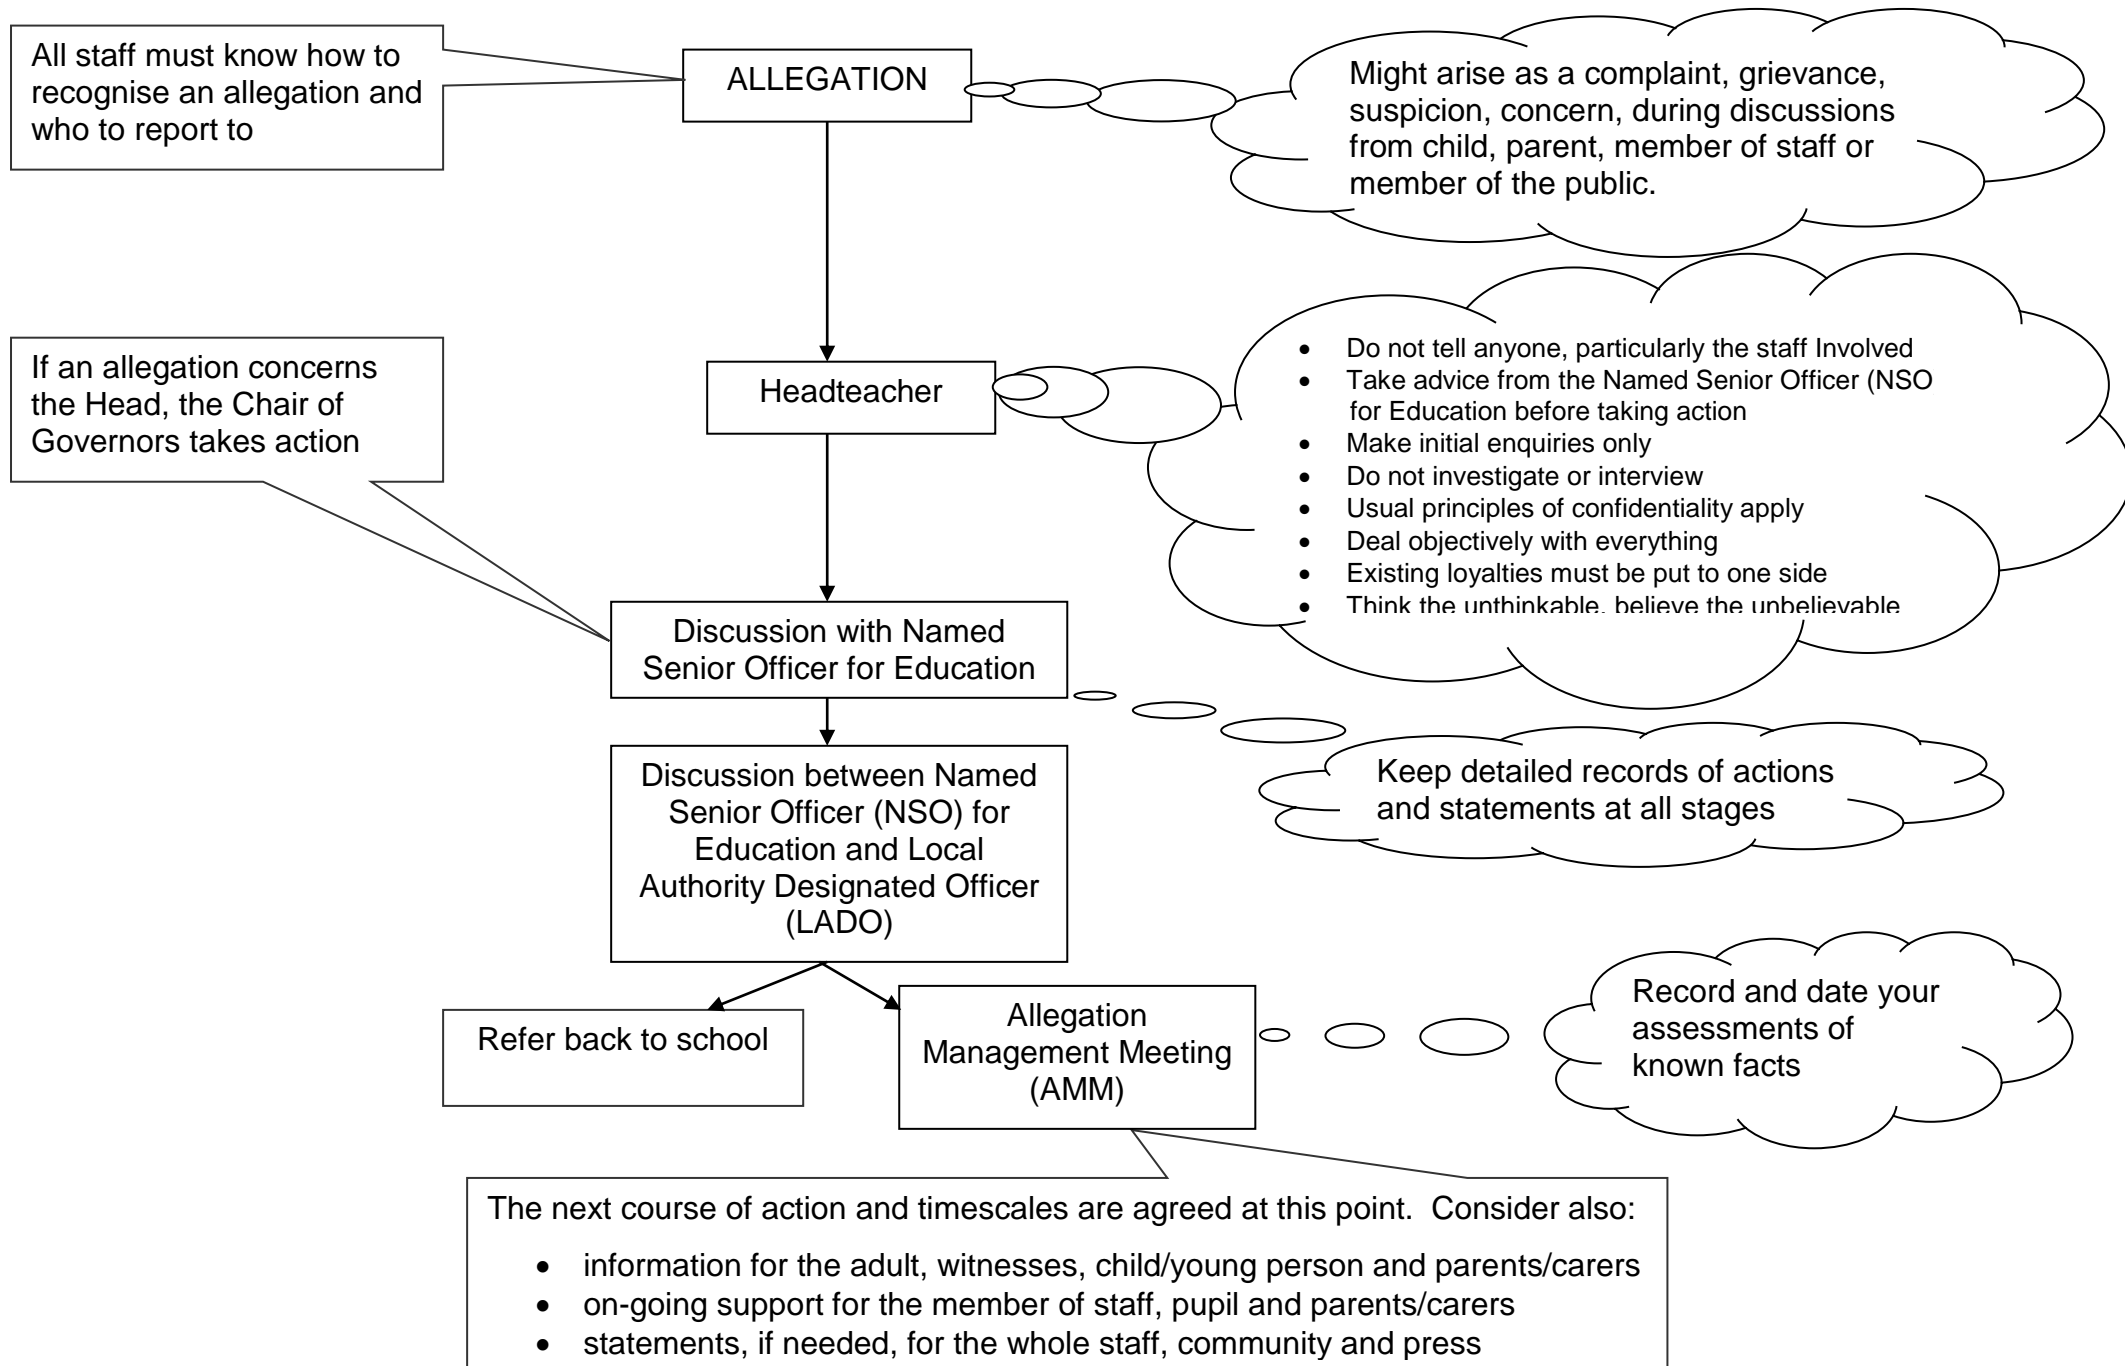 All staff must know how to
recognise an allegation and
who to report to
ALLEGATION
Might arise as a complaint, grievance,
suspicion, concern, during discussions
from child, parent, member of staff or
member of the public.
If an allegation concerns
the Head, the Chair of
Governors takes action
Headteacher
• Do not tell anyone, particularly the staff Involved
• Take advice from the Named Senior Officer (NSO
for Education before taking action
• Make initial enquiries only
• Do not investigate or interview
• Usual principles of confidentiality apply
• Deal objectively with everything
• Existing loyalties must be put to one side
• Think the unthinkable, believe the unbelievable
Discussion with Named
Senior Officer for Education
Discussion between Named
Senior Officer (NSO) for
Education and Local
Authority Designated Officer
(LADO)
Keep detailed records of actions
and statements at all stages
Refer back to school
Allegation
Management Meeting
(AMM)
Record and date your
assessments of
known facts
The next course of action and timescales are agreed at this point.  Consider also:
• information for the adult, witnesses, child/young person and parents/carers
• on-going support for the member of staff, pupil and parents/carers
• statements, if needed, for the whole staff, community and press